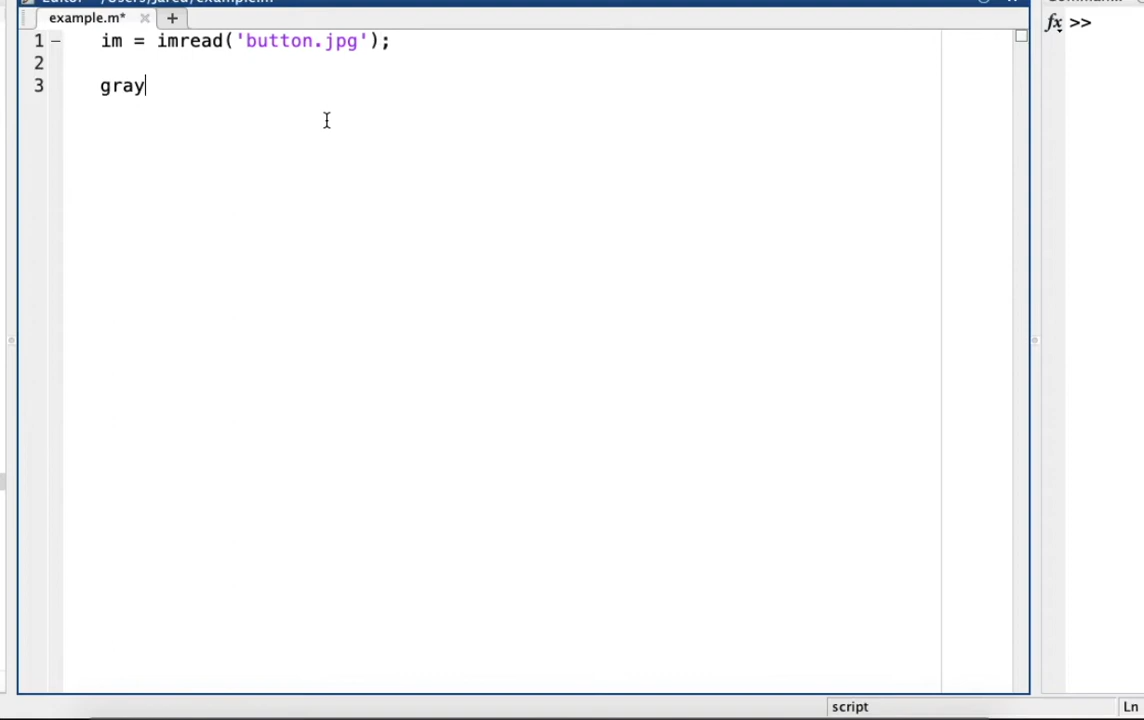 example.m* × +
fx >>
1 – im = imread('button.jpg');
2
3 gray
script
Ln